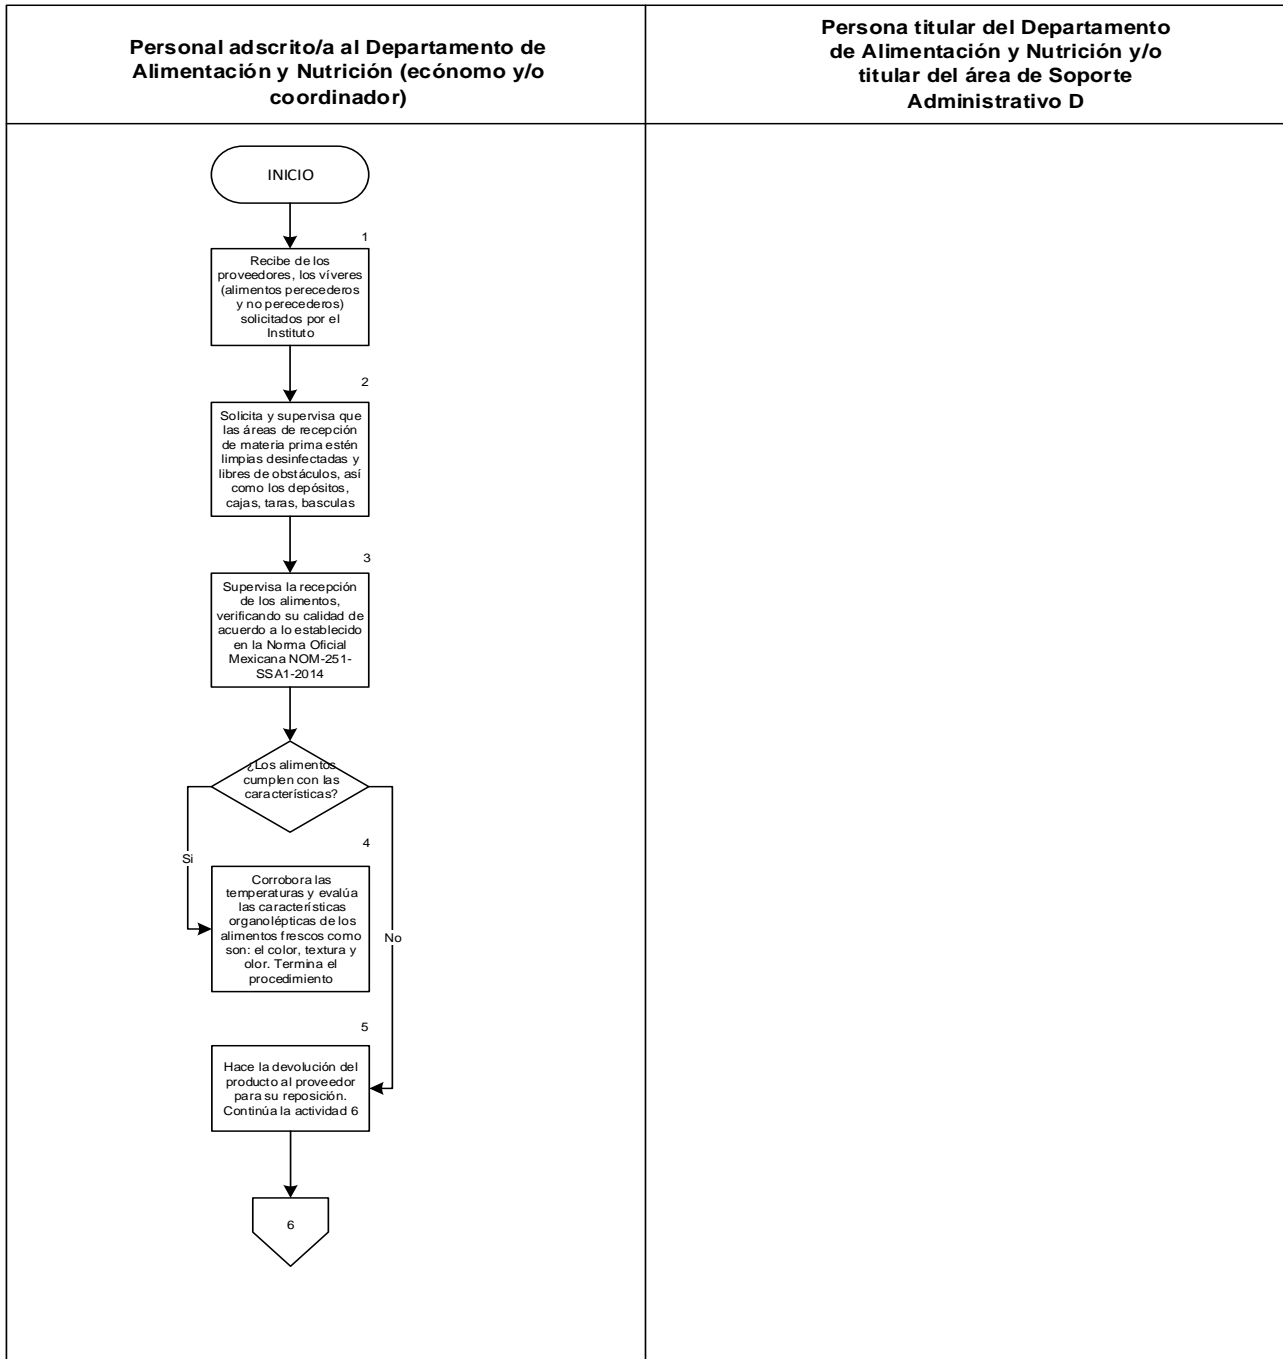 Personal adscrito/a al Departamento de
Alimentación y Nutrición (ecónomo y/o
coordinador)
Persona titular del Departamento
de Alimentación y Nutrición y/o
titular del área de Soporte
Administrativo D
INICIO
1
Recibe de los
proveedores, los víveres
(alimentos perecederos
y no perecederos)
solicitados por el
Instituto
2
Solicita y supervisa que
las áreas de recepción
de materia prima estén
limpias desinfectadas y
libres de obstáculos, así
como los depósitos,
cajas, taras, basculas
3
Supervisa la recepción
de los alimentos,
verificando su calidad de
acuerdo a lo establecido
en la Norma Oficial
Mexicana NOM-251-
SSA1-2014
¿Los alimentos
cumplen con las
características?
4
Si
Corrobora las
temperaturas y evalúa
las características
organolépticas de los
alimentos frescos como
son: el color, textura y
olor. Termina el
procedimiento
No
5
Hace la devolución del
producto al proveedor
para su reposición.
Continúa la actividad 6
6